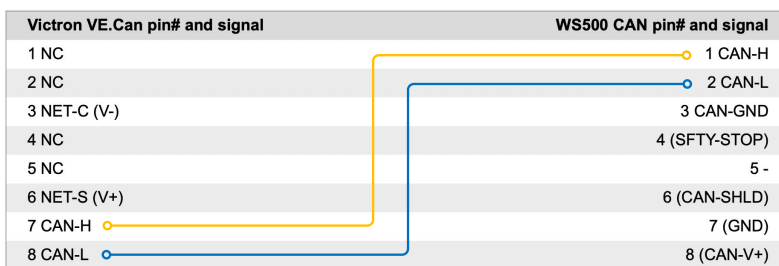 Victron VE.Can pin# and signal WS500 CAN pin# and signal
1 NC 1 CAN-H
2 NC 2 CAN-L
3 NET-C (V-) 3 CAN-GND
4 NC 4 (SFTY-STOP)
5 NC 5 -
6 NET-S (V+) 6 (CAN-SHLD)
7 CAN-H 7 (GND)
8 CAN-L 8 (CAN-V+)